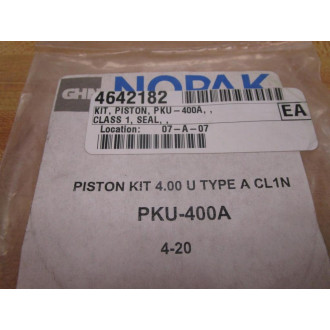 GHN NOPAK
4642182
KIT, PISTON, PKU-400A, ,
CLASS 1, SEAL, ,
EA
Location: 07-A-07
PISTON KIT 4.00 U TYPE A CL1N
PKU-400A
4-20